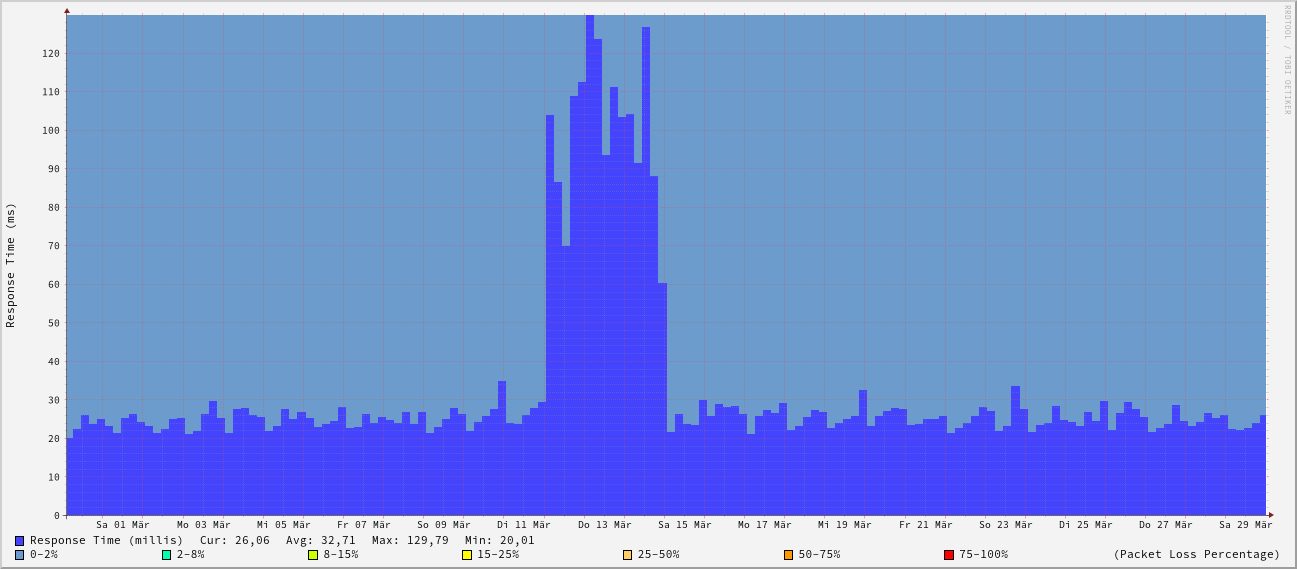 RRDTOOL / TOBI OETIKER
Response Time (ms)
120
110
100
90
80
70
60
50
40
30
20
10
0
Sa 01 Mär Mo 03 Mär Mi 05 Mär Fr 07 Mär So 09 Mär Di 11 Mär Do 13 Mär Sa 15 Mär Mo 17 Mär Mi 19 Mär Fr 21 Mär So 23 Mär Di 25 Mär Do 27 Mär Sa 29 Mär
Response Time (millis) Cur: 26,06 Avg: 32,71 Max: 129,79 Min: 20,01
0-2% 2-8% 8-15% 15-25% 25-50% 50-75% 75-100% (Packet Loss Percentage)